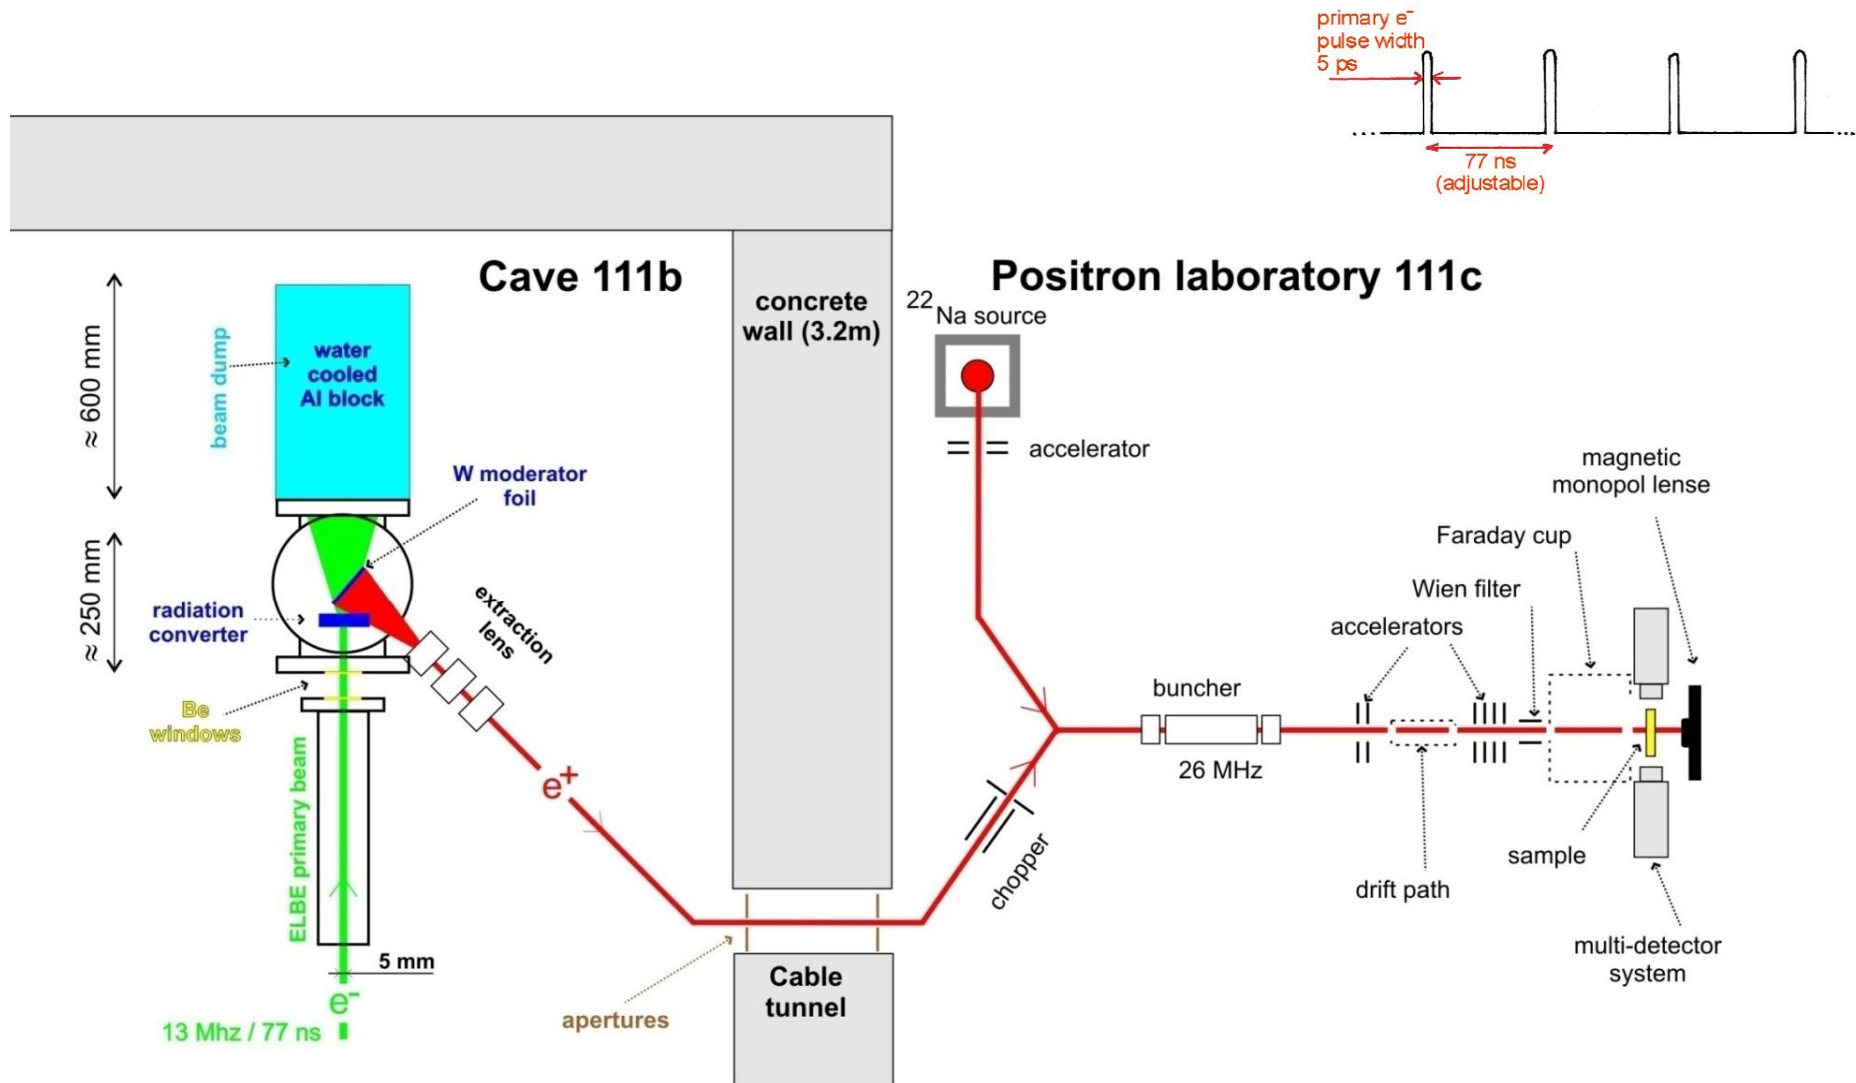 primary e⁻
pulse width
5 ps
77 ns
(adjustable)
Cave 111b
Positron laboratory 111c
concrete
wall (3.2m)
²²Na source
accelerator
≈ 600 mm
beam dump
water
cooled
Al block
W moderator
foil
≈ 250 mm
radiation
converter
extraction
lens
Be
windows
ELBE primary beam
5 mm
e⁻
13 Mhz / 77 ns
e⁺
apertures
Cable
tunnel
chopper
buncher
26 MHz
magnetic
monopol lense
Faraday cup
Wien filter
accelerators
drift path
sample
multi-detector
system